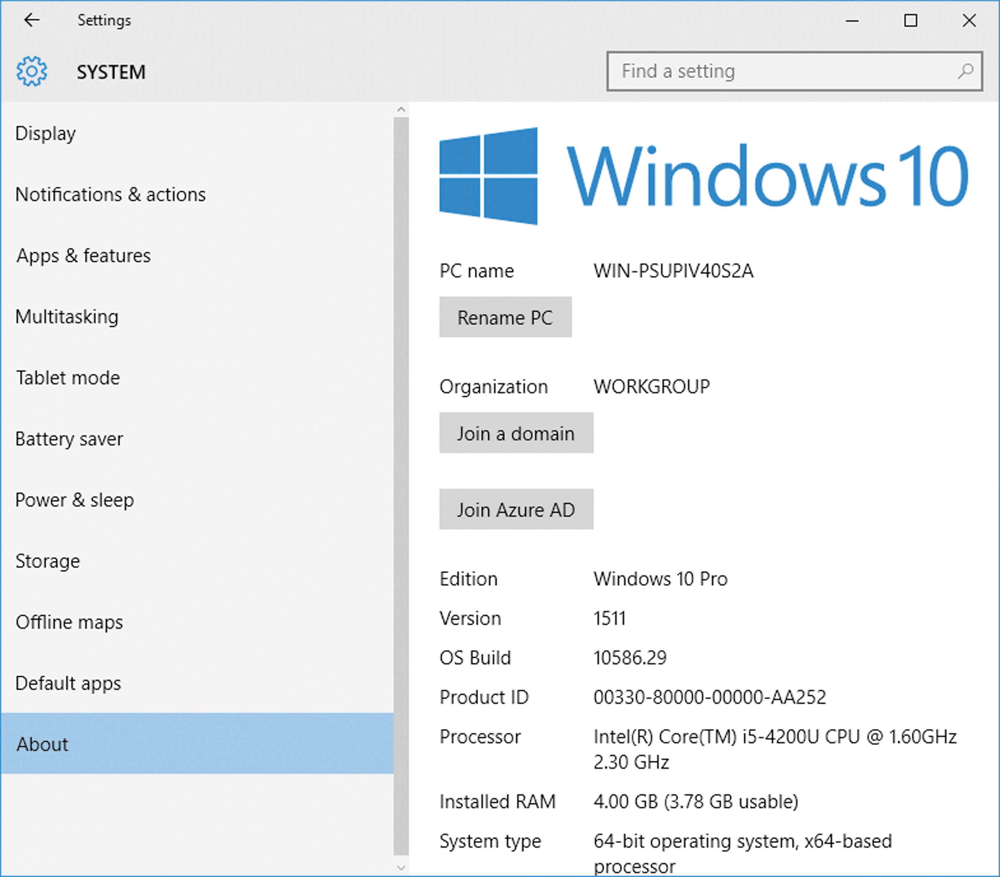 Settings
SYSTEM
Find a setting
Display
Notifications & actions
Apps & features
Multitasking
Tablet mode
Battery saver
Power & sleep
Storage
Offline maps
Default apps
About
Windows 10
PC name WIN-PSUPIV40S2A
Rename PC
Organization WORKGROUP
Join a domain
Join Azure AD
Edition Windows 10 Pro
Version 1511
OS Build 10586.29
Product ID 00330-80000-00000-AA252
Processor Intel(R) Core(TM) i5-4200U CPU @ 1.60GHz
2.30 GHz
Installed RAM 4.00 GB (3.78 GB usable)
System type 64-bit operating system, x64-based
processor